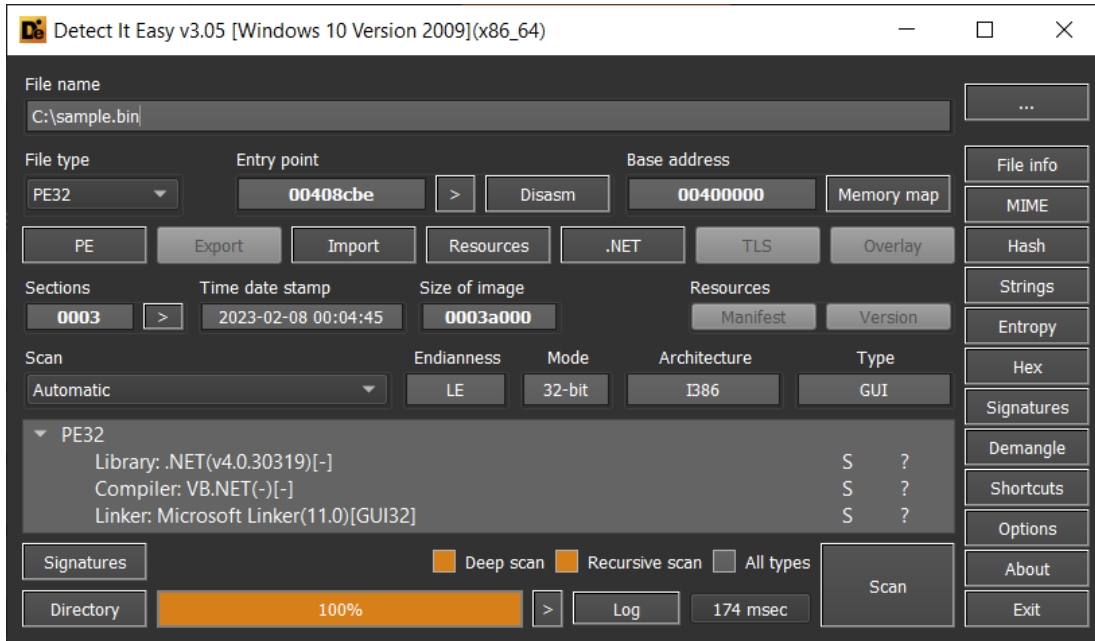 Detect It Easy v3.05 [Windows 10 Version 2009](x86_64)
File name
C:\sample.bin
...
File type Entry point Base address
PE32 00408cbe > Disasm 00400000 Memory map
File info
MIME
PE Export Import Resources .NET TLS Overlay
Hash
Sections Time date stamp Size of image Resources
Strings
0003 > 2023-02-08 00:04:45 0003a000 Manifest Version
Entropy
Scan Endianness Mode Architecture Type
Hex
Automatic LE 32-bit I386 GUI
Signatures
PE32
Demangle
Library: .NET(v4.0.30319)[-] S ?
Compiler: VB.NET(-)[-] S ?
Shortcuts
Linker: Microsoft Linker(11.0)[GUI32] S ?
Options
Signatures Deep scan Recursive scan All types Scan
About
Directory 100% > Log 174 msec
Exit